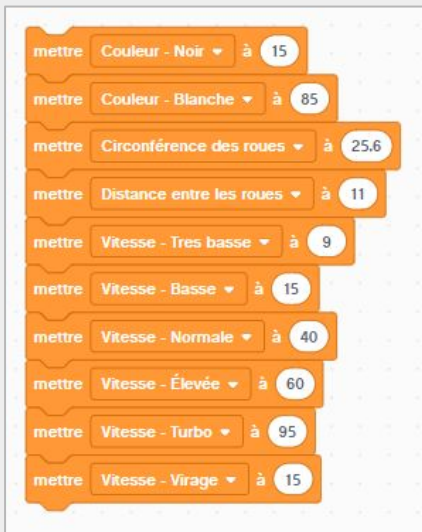 mettre Couleur - Noir à 15
mettre Couleur - Blanche à 85
mettre Circonférence des roues à 25.6
mettre Distance entre les roues à 11
mettre Vitesse - Tres basse à 9
mettre Vitesse - Basse à 15
mettre Vitesse - Normale à 40
mettre Vitesse - Élevée à 60
mettre Vitesse - Turbo à 95
mettre Vitesse - Virage à 15